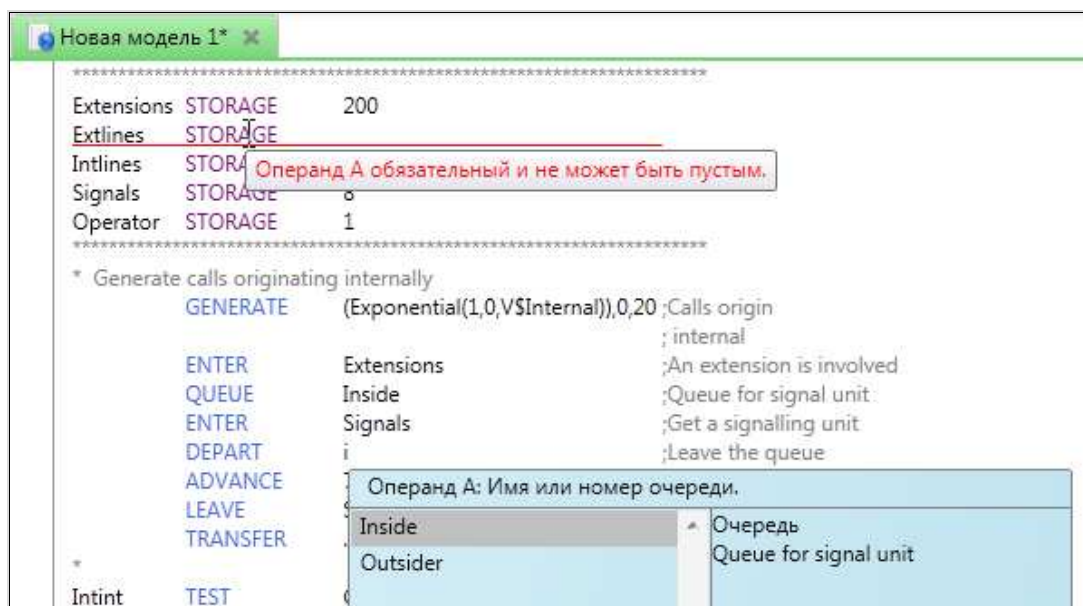 Новая модель 1*
*********************************************************************
Extensions STORAGE 200
Extlines STORAGE
Intlines
Операнд А обязательный и не может быть пустым.
Signals STORAGE 8
Operator STORAGE 1
*********************************************************************
* Generate calls originating internally
GENERATE (Exponential(1,0,V$Internal)),0,20 ;Calls origin
; internal
ENTER Extensions ;An extension is involved
QUEUE Inside ;Queue for signal unit
ENTER Signals ;Get a signalling unit
DEPART i ;Leave the queue
ADVANCE
Операнд А: Имя или номер очереди.
LEAVE
Inside Очередь
TRANSFER
Outsider Queue for signal unit
*
Intint TEST